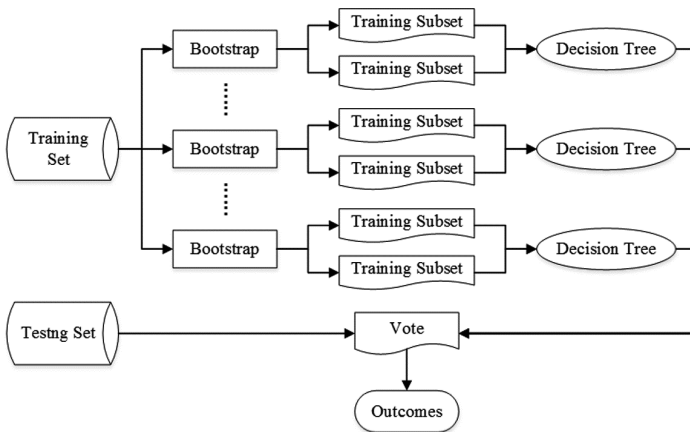 Training Subset
Bootstrap
Decision Tree
Training Subset
Training Subset
Training
Set
Bootstrap
Decision Tree
Training Subset
Training Subset
Bootstrap
Decision Tree
Training Subset
Testng Set
Vote
Outcomes